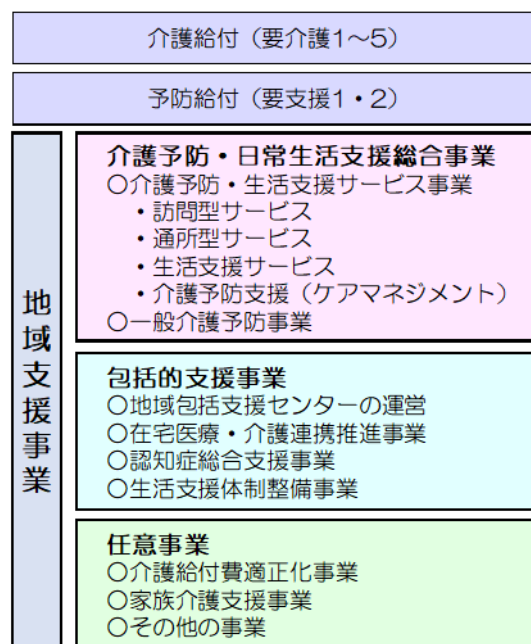 介護給付（要介護1～5）
予防給付（要支援1・2）
地域支援事業
介護予防・日常生活支援総合事業
○介護予防・生活支援サービス事業
・訪問型サービス
・通所型サービス
・生活支援サービス
・介護予防支援（ケアマネジメント）
○一般介護予防事業
包括的支援事業
○地域包括支援センターの運営
○在宅医療・介護連携推進事業
○認知症総合支援事業
○生活支援体制整備事業
任意事業
○介護給付費適正化事業
○家族介護支援事業
○その他の事業